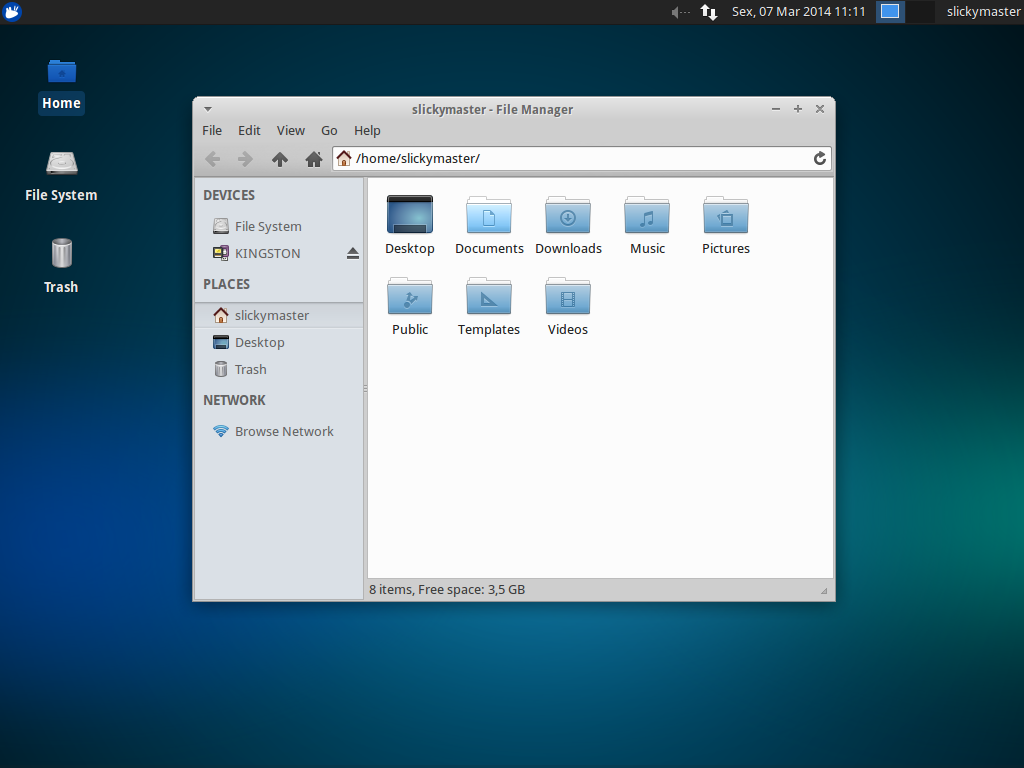 Sex, 07 Mar 2014 11:11 slickymaster
Home
File System
Trash
slickymaster - File Manager
File Edit View Go Help
/home/slickymaster/
DEVICES
File System
KINGSTON
PLACES
slickymaster
Desktop
Trash
NETWORK
Browse Network
Desktop Documents Downloads Music Pictures
Public Templates Videos
8 items, Free space: 3,5 GB